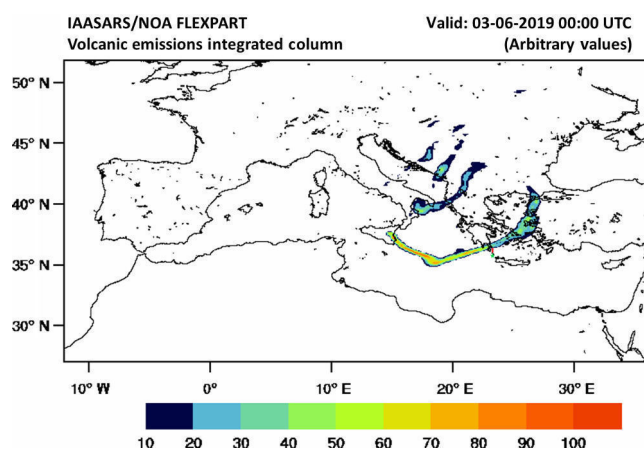 IAASARS/NOA FLEXPART
Valid: 03-06-2019 00:00 UTC
Volcanic emissions integrated column
(Arbitrary values)
50° N
45° N
40° N
35° N
30° N
10° W
0°
10° E
20° E
30° E
10
20
30
40
50
60
70
80
90
100